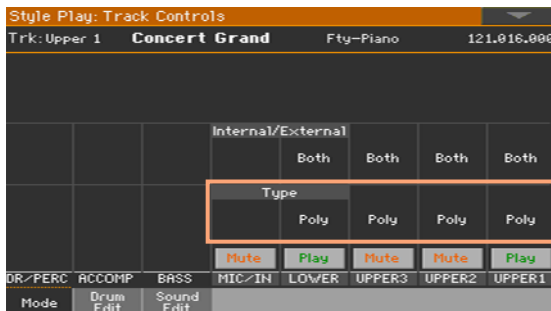 Style Play: Track Controls
Trk:Upper 1 Concert Grand Fty-Piano 121.016.000
Internal/External
Both Both Both Both
Type
Poly Poly Poly Poly
Mute Play Mute Mute Play
DR/PERC ACCOMP BASS MIC/IN LOWER UPPER3 UPPER2 UPPER1
Mode Drum Edit Sound Edit